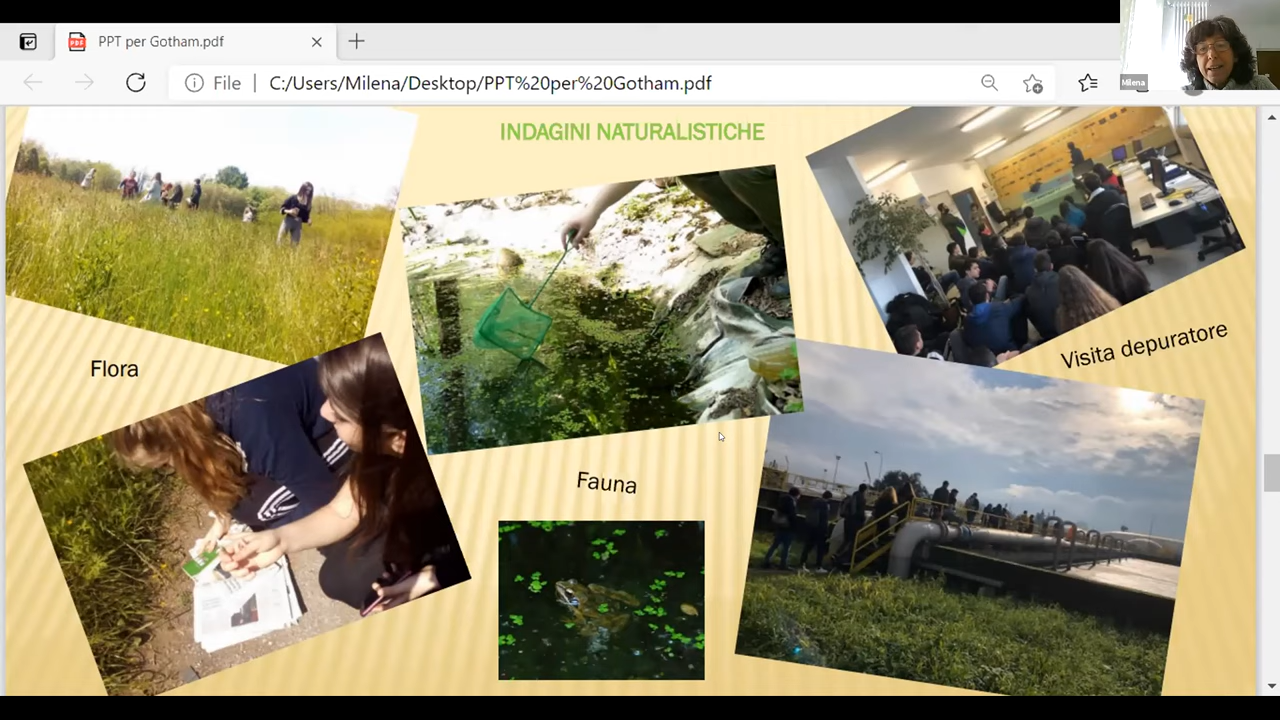 PPT per Gotham.pdf
File
C:/Users/Milena/Desktop/PPT%20per%20Gotham.pdf
Milena
INDAGINI NATURALISTICHE
Visita depuratore
Flora
Fauna